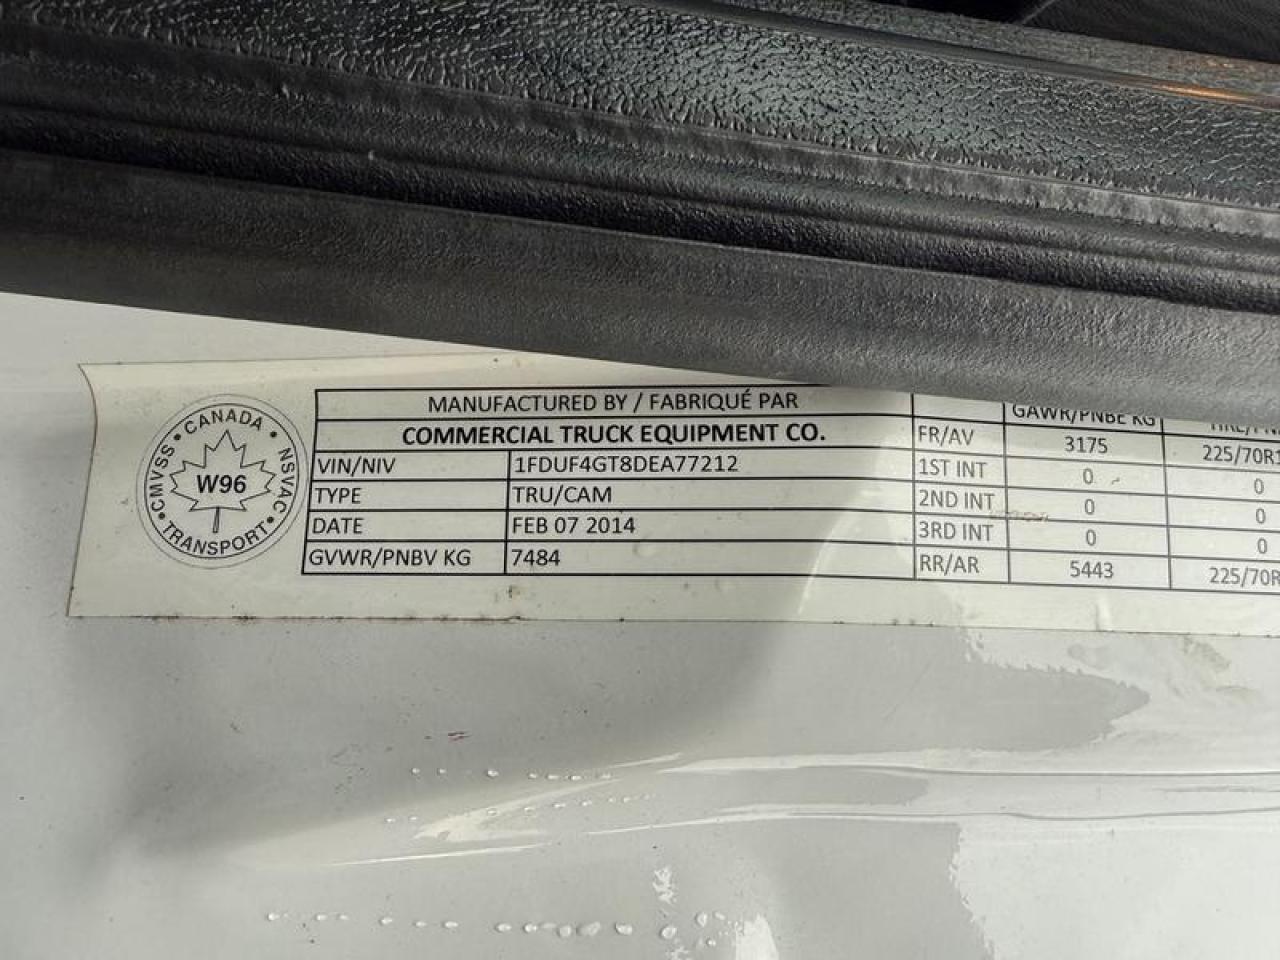 CMVSS • CANADA • NSVAC • TRANSPORT •
W96
MANUFACTURED BY / FABRIQUÉ PAR
COMMERCIAL TRUCK EQUIPMENT CO.
VIN/NIV 1FDUF4GT8DEA77212
TYPE TRU/CAM
DATE FEB 07 2014
GVWR/PNBV KG 7484
GAWR/PNBE KG
FR/AV 3175 225/70R1
1ST INT 0 0
2ND INT 0 0
3RD INT 0 0
RR/AR 5443 225/70R